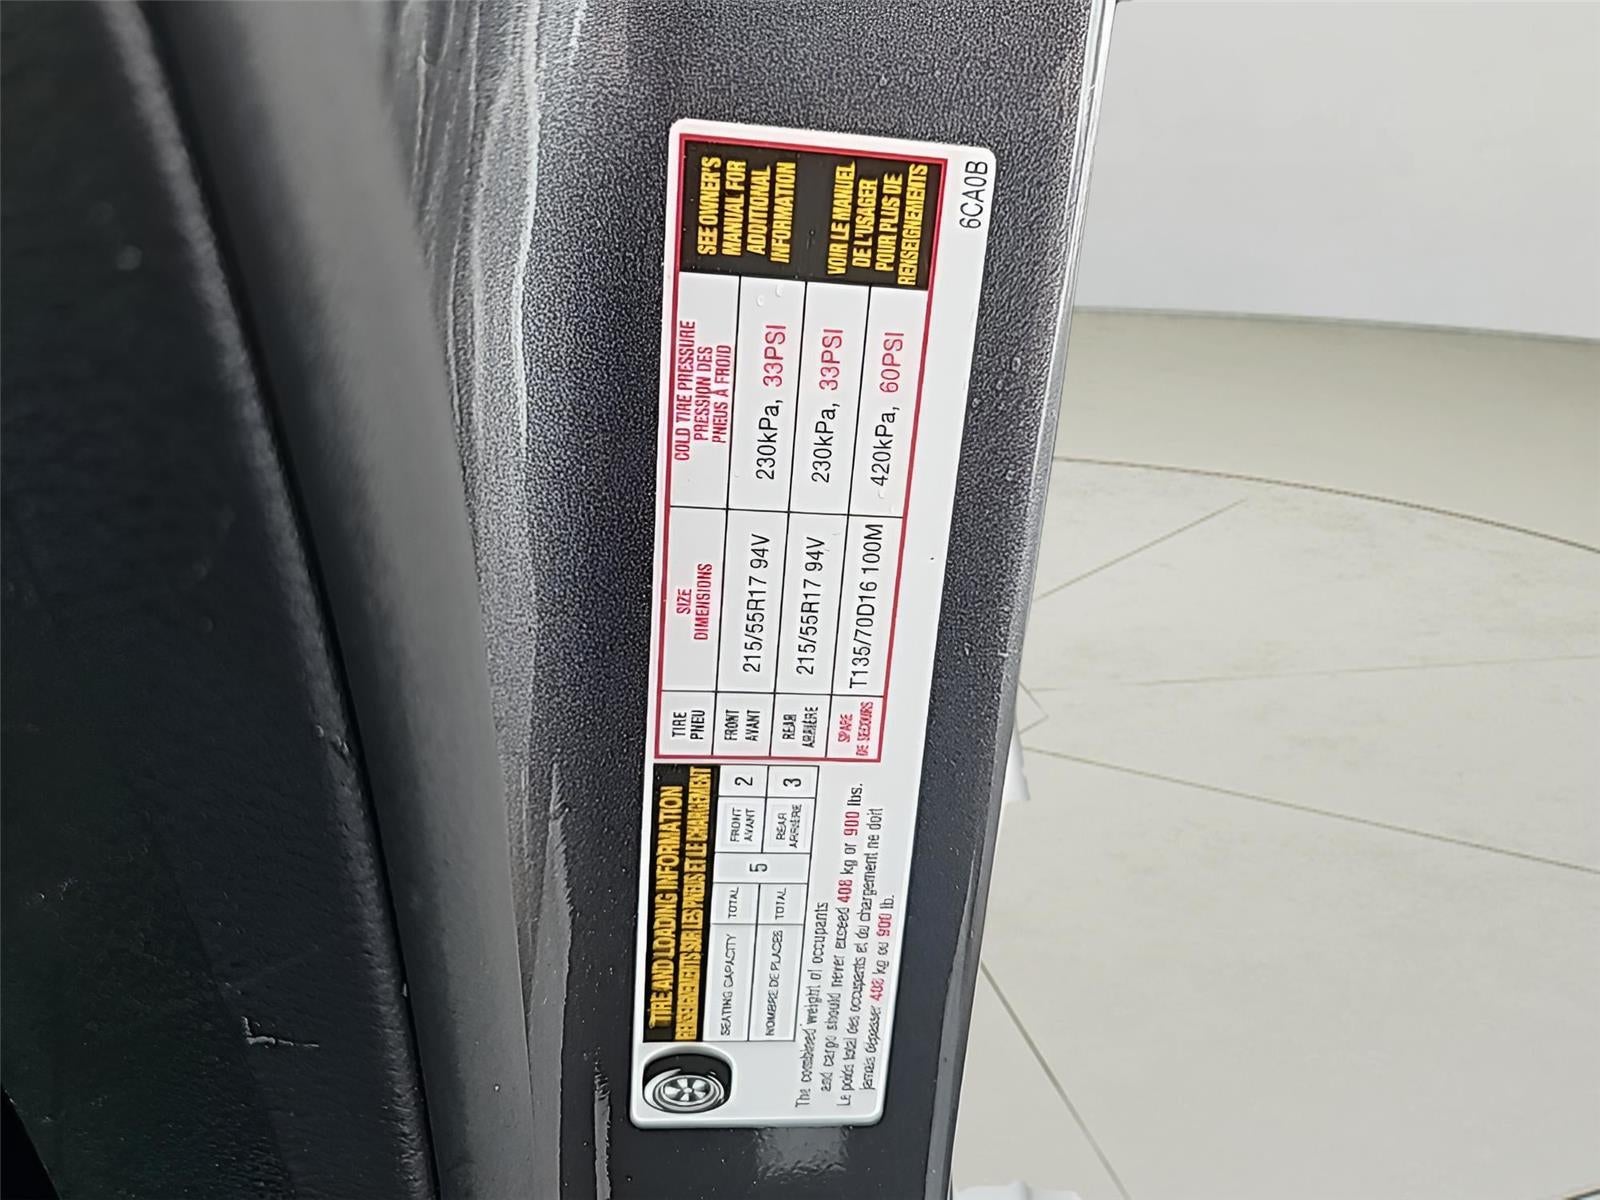 TIRE AND LOADING INFORMATION
RENSEIGNEMENTS SUR LES PNEUS ET LE CHARGEMENT
SEATING CAPACITY
NOMBRE DE PLACES
TOTAL
TOTAL
5
FRONT
AVANT
2
REAR
ARRIÈRE
3
The combined weight of occupants
and cargo should never exceed 408 kg or 900 lbs.
Le poids total des occupants et du chargement ne doit
jamais dépasser 408 kg ou 900 lb.
TIRE
PNEU
SIZE
DIMENSIONS
COLD TIRE PRESSURE
PRESSION DES
PNEUS À FROID
FRONT
AVANT
215/55R17 94V
230kPa, 33PSI
REAR
ARRIÈRE
215/55R17 94V
230kPa, 33PSI
SPARE
DE SECOURS
T135/70D16 100M
420kPa, 60PSI
SEE OWNER'S
MANUAL FOR
ADDITIONAL
INFORMATION
VOIR LE MANUEL
DE L'USAGER
POUR PLUS DE
RENSEIGNEMENTS
6CA0B